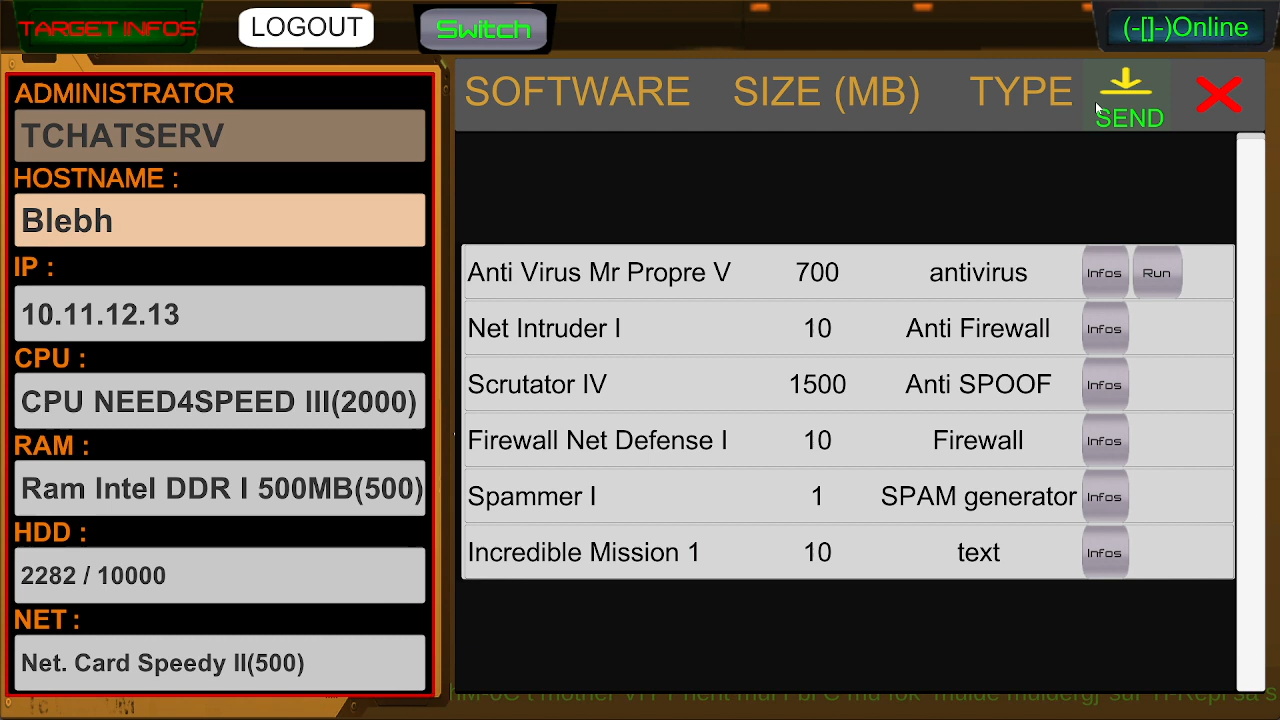 TARGET INFOS LOGOUT Switch (-[]-)Online
ADMINISTRATOR
TCHATSERV
HOSTNAME :
Blebh
IP :
10.11.12.13
CPU :
CPU NEED4SPEED III(2000)
RAM :
Ram Intel DDR I 500MB(500)
HDD :
2282 / 10000
NET :
Net. Card Speedy II(500)
SOFTWARE SIZE (MB) TYPE SEND
Anti Virus Mr Propre V 700 antivirus Infos Run
Net Intruder I 10 Anti Firewall Infos
Scrutator IV 1500 Anti SPOOF Infos
Firewall Net Defense I 10 Firewall Infos
Spammer I 1 SPAM generator Infos
Incredible Mission 1 10 text Infos